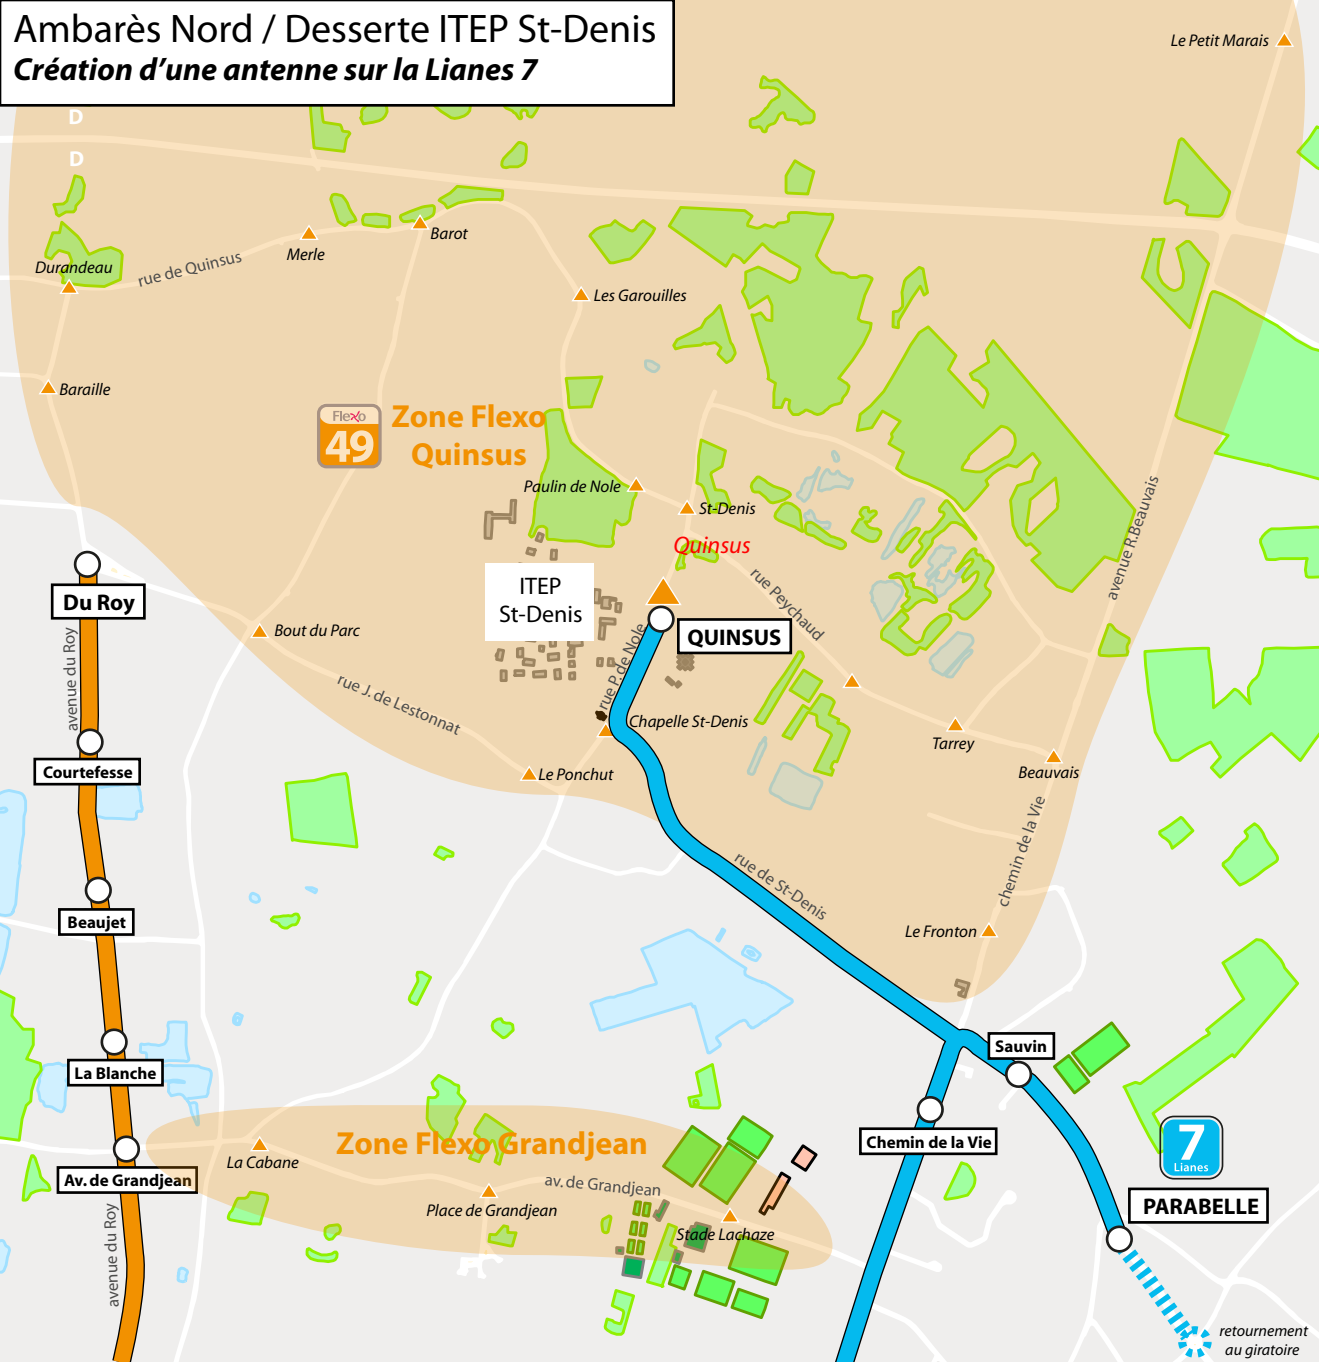 Ambarès Nord / Desserte ITEP St-Denis
Création d’une antenne sur la Lianes 7
Le Petit Marais
D
D
Durandeau
rue de Quinsus
Merle
Barot
Les Garouilles
Baraille
Flexo
49
Zone Flexo
Quinsus
Paulin de Nole
St-Denis
Quinsus
avenue R.Beauvais
rue Peychaud
ITEP
St-Denis
QUINSUS
rue P. de Nole
Du Roy
avenue du Roy
Bout du Parc
rue J. de Lestonnat
Chapelle St-Denis
Le Ponchut
Tarrey
Beauvais
Courtefesse
chemin de la Vie
rue de St-Denis
Beaujet
Le Fronton
La Blanche
Sauvin
Chemin de la Vie
7
Lianes
PARABELLE
Zone Flexo Grandjean
La Cabane
Av. de Grandjean
av. de Grandjean
Place de Grandjean
Stade Lachaze
avenue du Roy
retournement
au giratoire